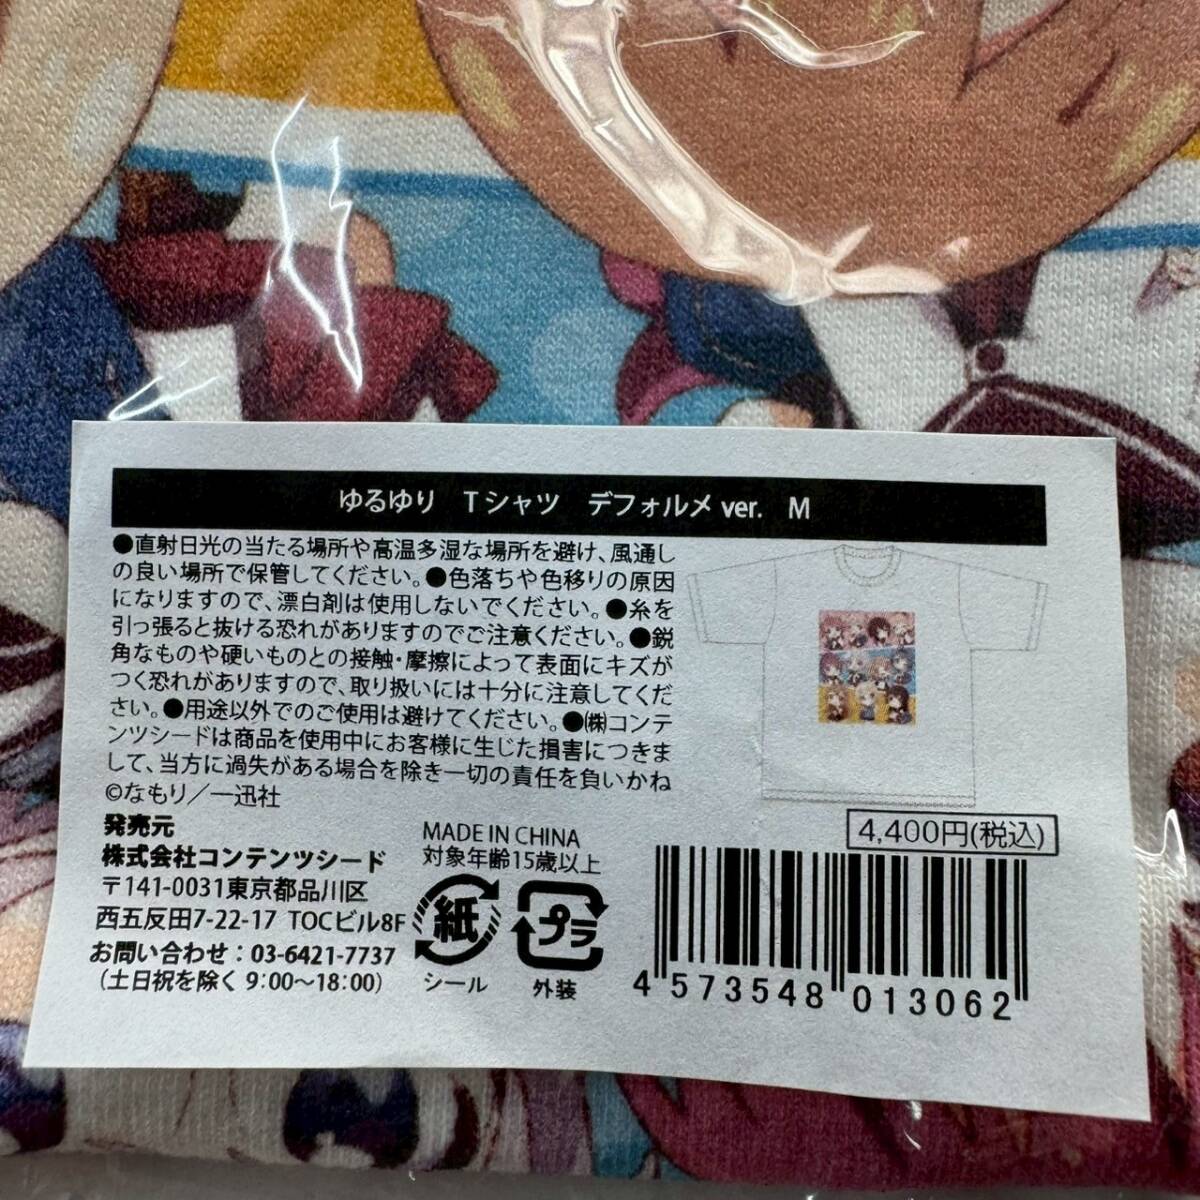 ゆるゆり　Tシャツ　デフォルメver.　M
●直射日光の当たる場所や高温多湿な場所を避け、風通し
の良い場所で保管してください。●色落ちや色移りの原因
になりますので、漂白剤は使用しないでください。●糸を
引っ張ると抜ける恐れがありますのでご注意ください。●鋭
角なものや硬いものとの接触・摩擦によって表面にキズが
つく恐れがありますので、取り扱いには十分に注意してくだ
さい。●用途以外でのご使用は避けてください。●㈱コンテ
ンツシードは商品を使用中にお客様に生じた損害につきま
して、当方に過失がある場合を除き一切の責任を負いかね
©なもり／一迅社
発売元
株式会社コンテンツシード
〒141-0031東京都品川区
西五反田7-22-17 TOCビル8F
お問い合わせ：03-6421-7737
(土日祝を除く 9:00～18:00)
MADE IN CHINA
対象年齢15歳以上
紙
シール
プラ
外装
4,400円(税込)
4 573548 013062